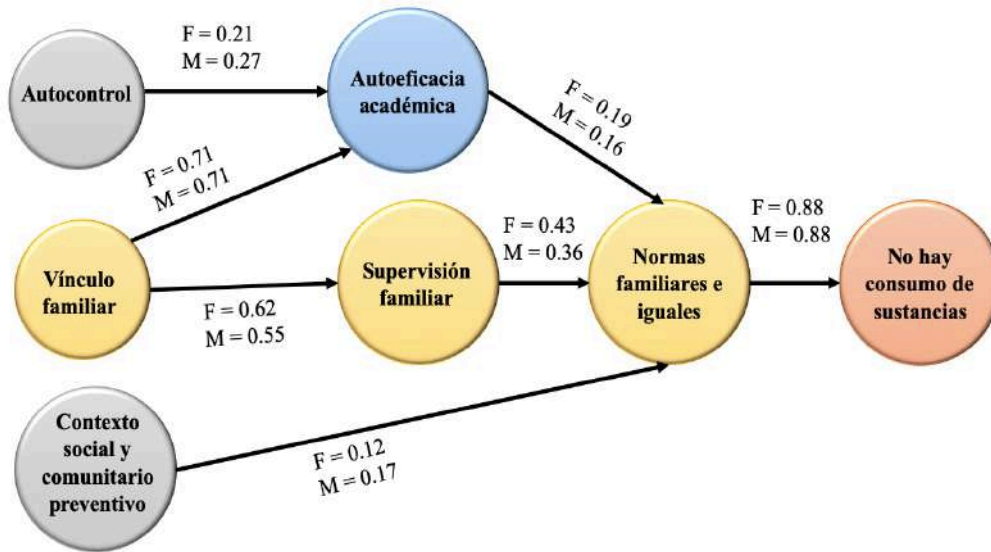 F = 0.21
M = 0.27
Autocontrol
Autoeficacia
académica
F = 0.19
M = 0.16
F = 0.71
M = 0.71
Vínculo
familiar
F = 0.62
M = 0.55
Supervisión
familiar
F = 0.43
M = 0.36
Normas
familiares e
iguales
F = 0.88
M = 0.88
No hay
consumo de
sustancias
Contexto
social y
comunitario
preventivo
F = 0.12
M = 0.17